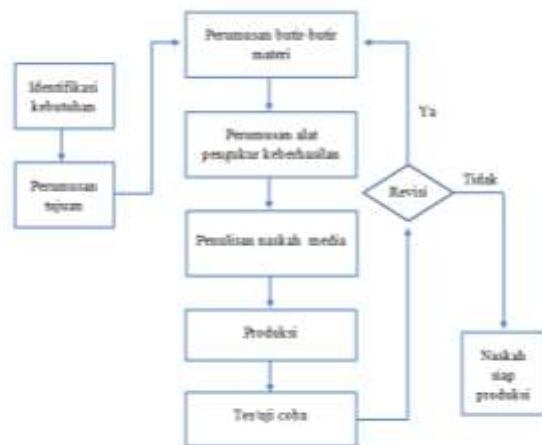 Identifikasi
kebutuhan
Perumusan
tujuan
Perumusan butir-butir
materi
Perumusan alat
pengukur keberhasilan
Penulisan naskah media
Produksi
Tes/uji coba
Ya
Revisi
Tidak
Naskah
siap
produksi